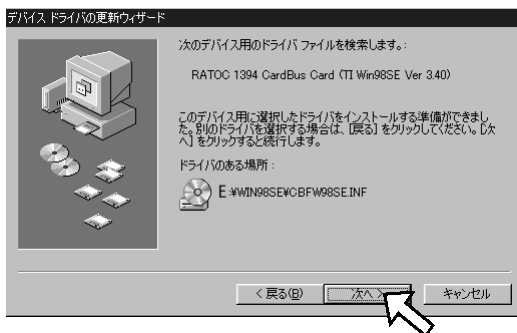 デバイス ドライバの更新ウィザード
次のデバイス用のドライバ ファイルを検索します。:
RATOC 1394 CardBus Card (TI Win98SE Ver 3.40)
このデバイス用に選択したドライバをインストールする準備ができまし
た。別のドライバを選択する場合は、[戻る] をクリックしてください。[次
へ] をクリックすると続行します。
ドライバのある場所 :
E:¥WIN98SE¥CBFW98SE.INF
< 戻る(B)
次へ >
キャンセル